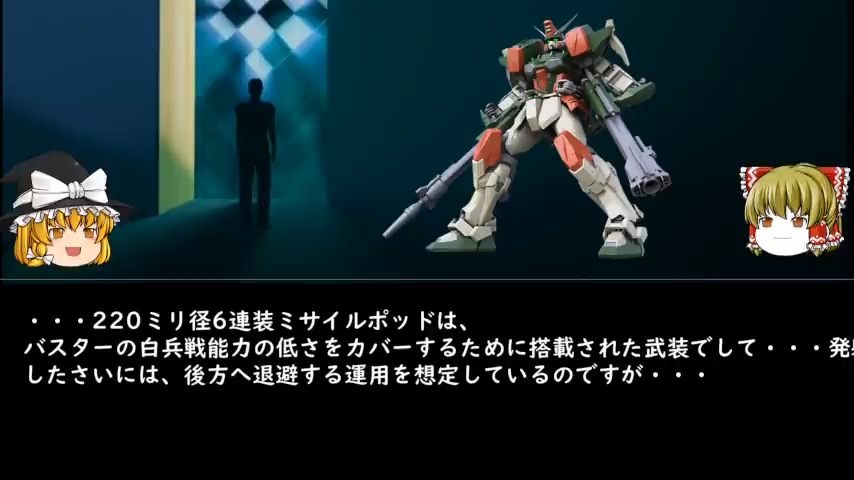 ・・・220ミリ径6連装ミサイルポッドは、
バスターの白兵戦能力の低さをカバーするために搭載された武装でして・・・発
したさいには、後方へ退避する運用を想定しているのですが・・・